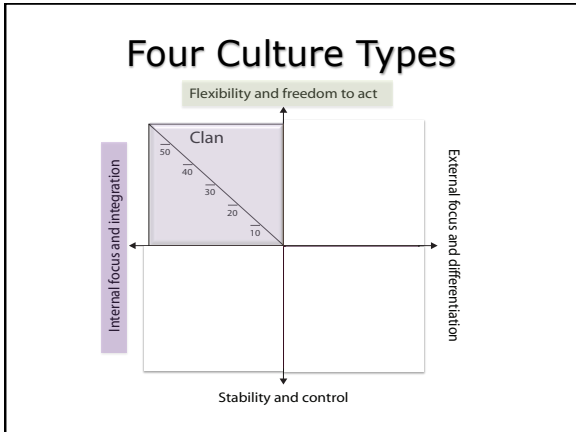 Four Culture Types
Flexibility and freedom to act
Clan
50
40
30
20
10
Internal focus and integration
External focus and differentiation
Stability and control